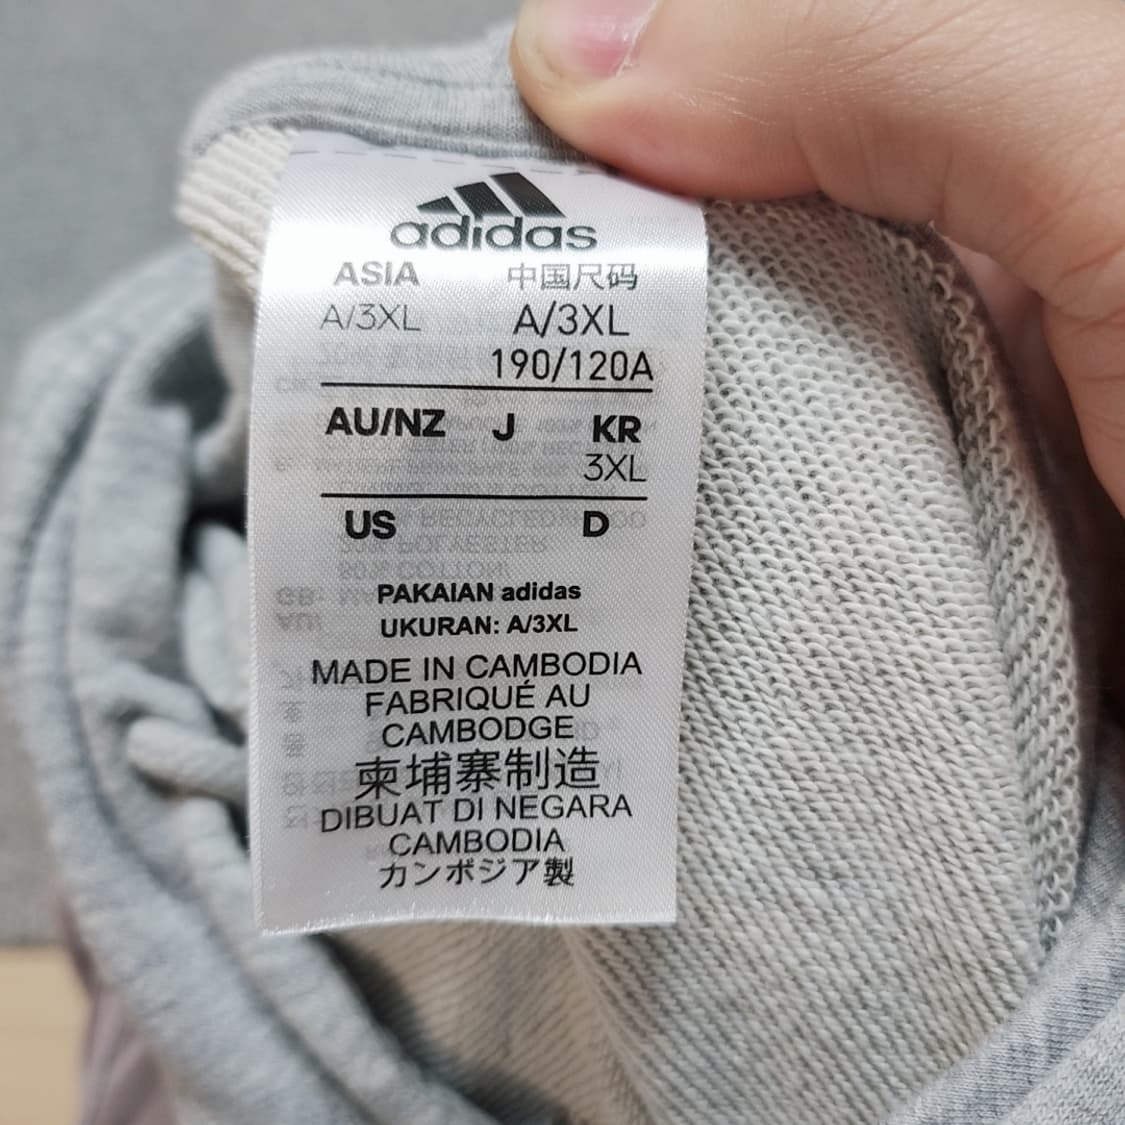 adidas
ASIA 中国尺码
A/3XL A/3XL
190/120A
AU/NZ J KR
3XL
US D
PAKAIAN adidas
UKURAN: A/3XL
MADE IN CAMBODIA
FABRIQUÉ AU
CAMBODGE
柬埔寨制造
DIBUAT DI NEGARA
CAMBODIA
カンボジア製